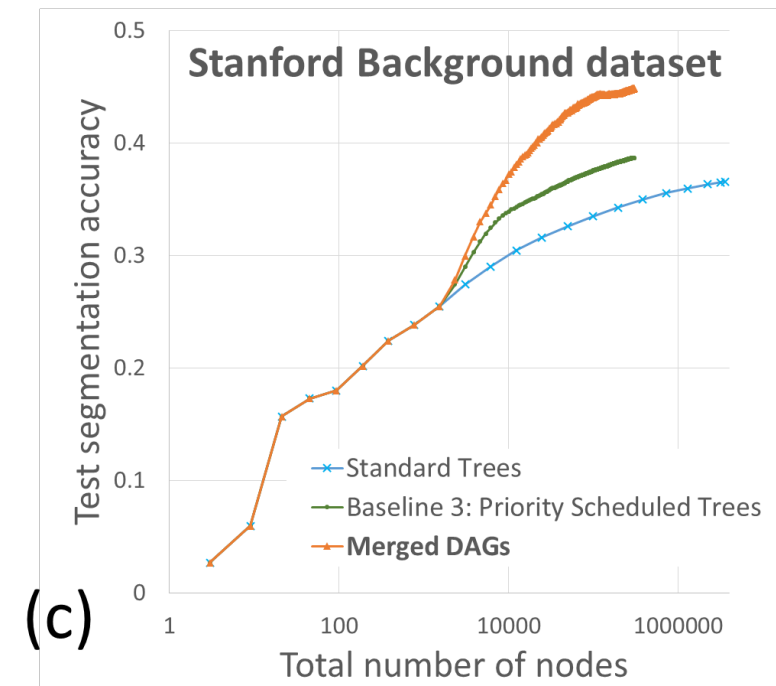 Stanford Background dataset
Test segmentation accuracy
0.5
0.4
0.3
0.2
0.1
0
Standard Trees
Baseline 3: Priority Scheduled Trees
Merged DAGs
(c)
1 100 10000 1000000
Total number of nodes